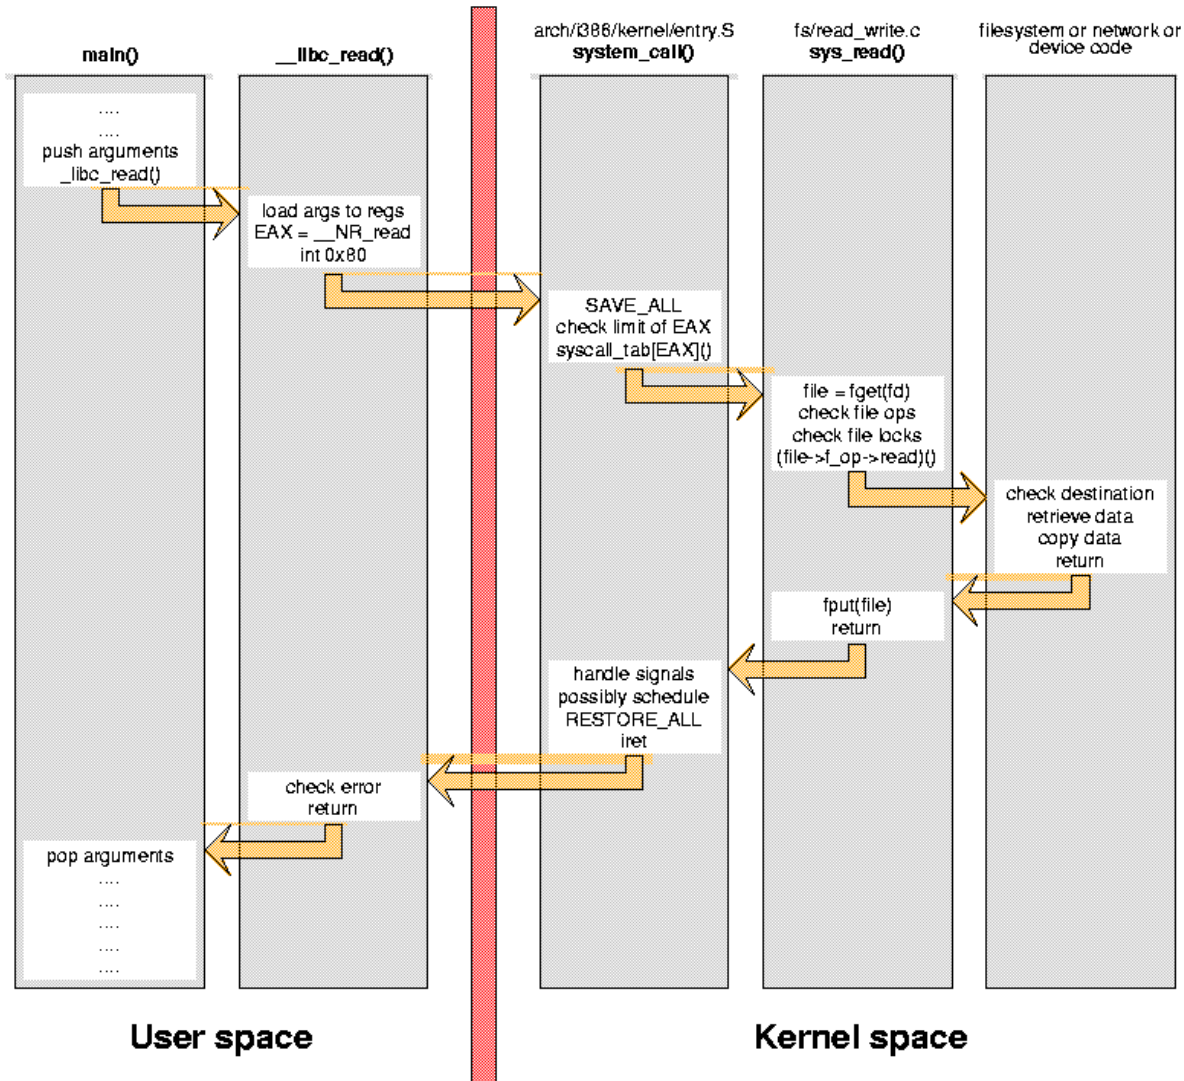 main()
__libc_read()
arch/i386/kernel/entry.S
system_call()
fs/read_write.c
sys_read()
filesystem or network or
device code
....
....
push arguments
_libc_read()
load args to regs
EAX = __NR_read
int 0x80
SAVE_ALL
check limit of EAX
syscall_tab[EAX]()
file = fget(fd)
check file ops
check file locks
(file->f_op->read)()
check destination
retrieve data
copy data
return
fput(file)
return
handle signals
possibly schedule
RESTORE_ALL
iret
check error
return
pop arguments
....
....
....
....
....
User space
Kernel space